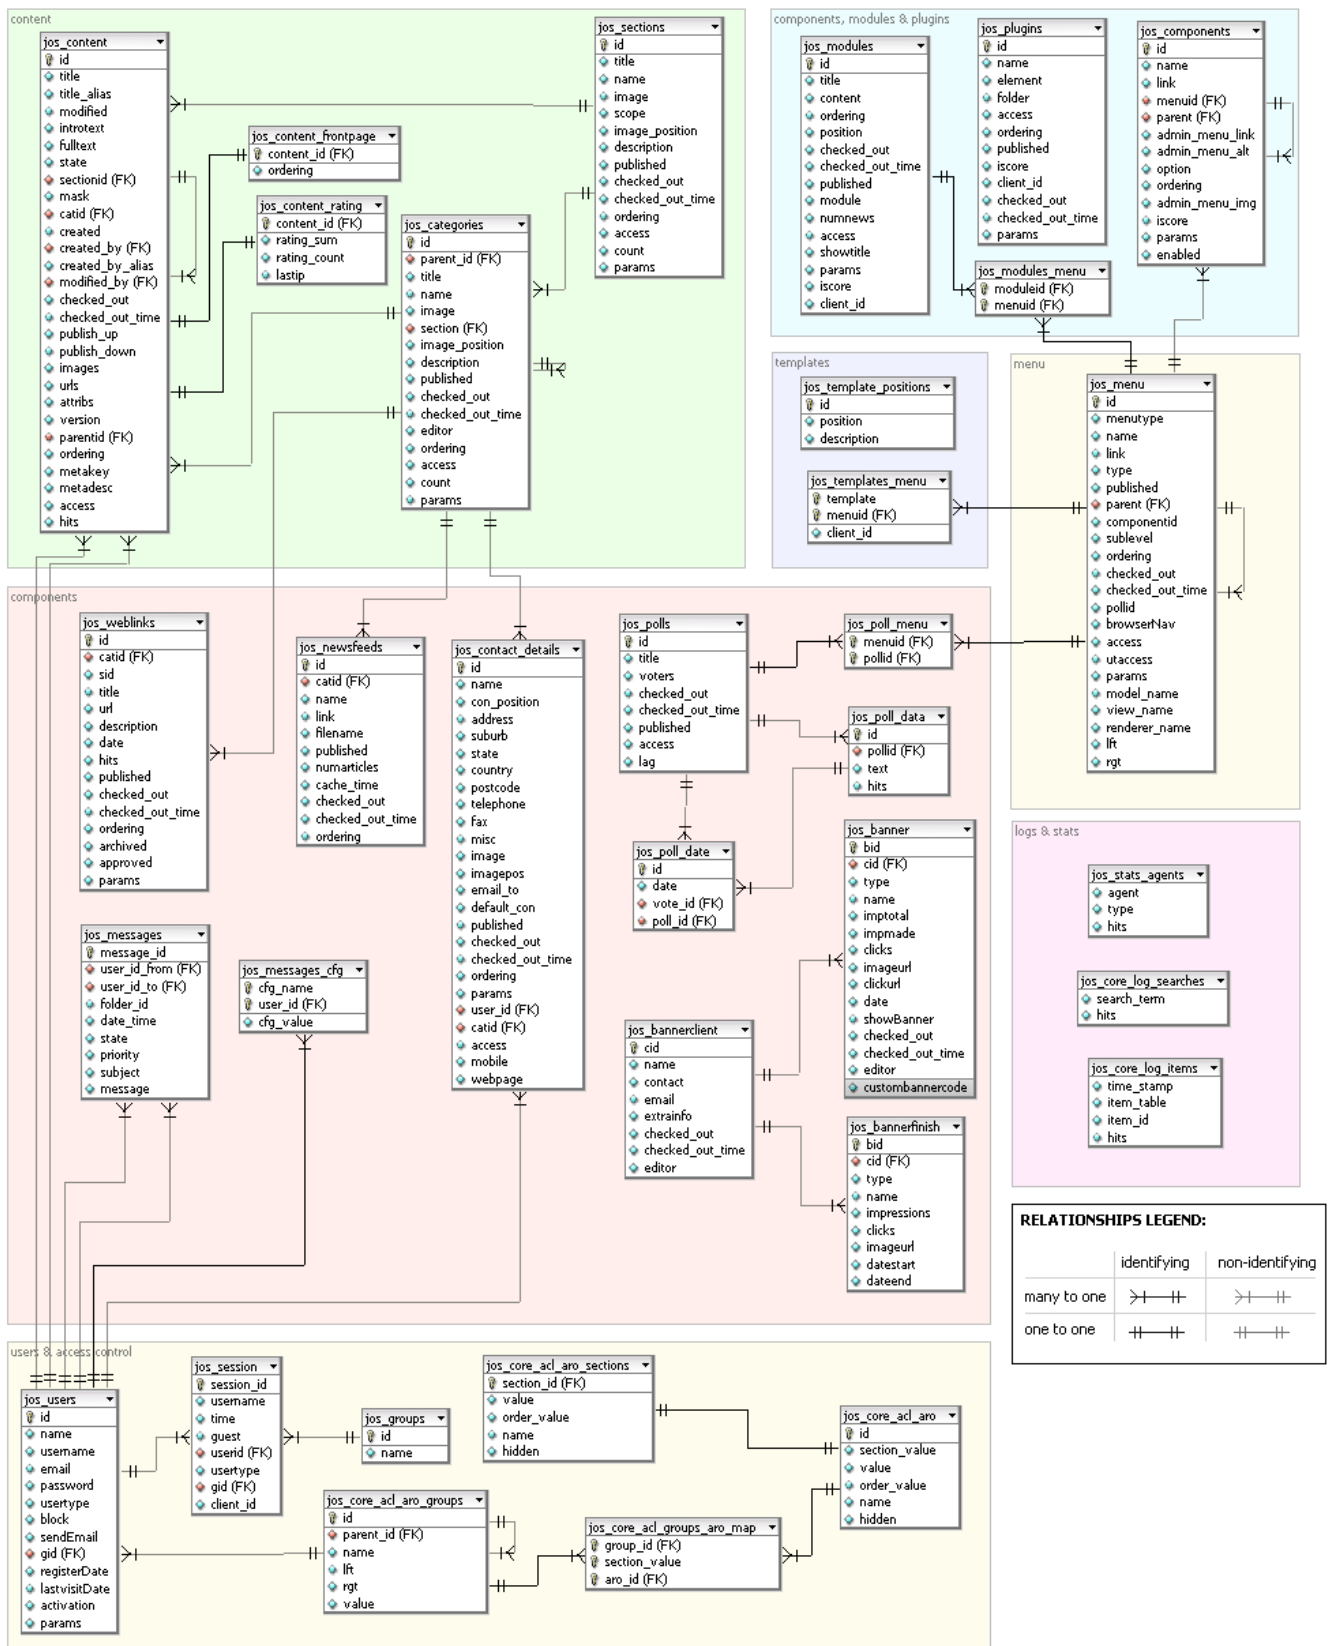 content
jos_content
id
title
title_alias
modified
introtext
fulltext
state
sectionid (FK)
mask
catid (FK)
created
created_by (FK)
created_by_alias
modified_by (FK)
checked_out
checked_out_time
publish_up
publish_down
images
urls
attribs
version
parentid (FK)
ordering
metakey
metadesc
access
hits
jos_content_frontpage
content_id (FK)
ordering
jos_content_rating
content_id (FK)
rating_sum
rating_count
lastip
jos_categories
id
parent_id (FK)
title
name
image
section (FK)
image_position
description
published
checked_out
checked_out_time
editor
ordering
access
count
params
jos_sections
id
title
name
image
scope
image_position
description
published
checked_out
checked_out_time
ordering
access
count
params
components, modules & plugins
jos_modules
id
title
content
ordering
position
checked_out
checked_out_time
published
module
numnews
access
showtitle
params
iscore
client_id
jos_plugins
id
name
element
folder
access
ordering
published
iscore
client_id
checked_out
checked_out_time
params
jos_modules_menu
moduleid (FK)
menuid (FK)
jos_components
id
name
link
menuid (FK)
parent (FK)
admin_menu_link
admin_menu_alt
option
ordering
admin_menu_img
iscore
params
enabled
templates
jos_template_positions
id
position
description
jos_templates_menu
template
menuid (FK)
client_id
menu
jos_menu
id
menutype
name
link
type
published
parent (FK)
componentid
sublevel
ordering
checked_out
checked_out_time
pollid
browserNav
access
utaccess
params
model_name
view_name
renderer_name
lft
rgt
components
jos_weblinks
id
catid (FK)
sid
title
url
description
date
hits
published
checked_out
checked_out_time
ordering
archived
approved
params
jos_newsfeeds
id
catid (FK)
name
link
filename
published
numarticles
cache_time
checked_out
checked_out_time
ordering
jos_contact_details
id
name
con_position
address
suburb
state
country
postcode
telephone
fax
misc
image
imagepos
email_to
default_con
published
checked_out
checked_out_time
ordering
params
user_id (FK)
catid (FK)
access
mobile
webpage
jos_polls
id
title
voters
checked_out
checked_out_time
published
access
lag
jos_poll_menu
menuid (FK)
pollid (FK)
jos_poll_data
id
pollid (FK)
text
hits
jos_poll_date
id
date
vote_id (FK)
poll_id (FK)
jos_banner
bid
cid (FK)
type
name
imptotal
impmade
clicks
imageurl
clickurl
date
showBanner
checked_out
checked_out_time
editor
custombannercode
jos_messages
message_id
user_id_from (FK)
user_id_to (FK)
folder_id
date_time
state
priority
subject
message
jos_messages_cfg
cfg_name
user_id (FK)
cfg_value
jos_bannerclient
cid
name
contact
email
extrainfo
checked_out
checked_out_time
editor
jos_bannerfinish
bid
cid (FK)
type
name
impressions
clicks
imageurl
datestart
dateend
logs & stats
jos_stats_agents
agent
type
hits
jos_core_log_searches
search_term
hits
jos_core_log_items
time_stamp
item_table
item_id
hits
RELATIONSHIPS LEGEND:
identifying
non-identifying
many to one
one to one
users & access control
jos_users
id
name
username
email
password
usertype
block
sendEmail
gid (FK)
registerDate
lastvisitDate
activation
params
jos_session
session_id
username
time
guest
userid (FK)
usertype
gid (FK)
client_id
jos_groups
id
name
jos_core_acl_aro_groups
id
parent_id (FK)
name
lft
rgt
value
jos_core_acl_aro_sections
section_id (FK)
value
order_value
name
hidden
jos_core_acl_groups_aro_map
group_id (FK)
section_value
aro_id (FK)
jos_core_acl_aro
id
section_value
value
order_value
name
hidden